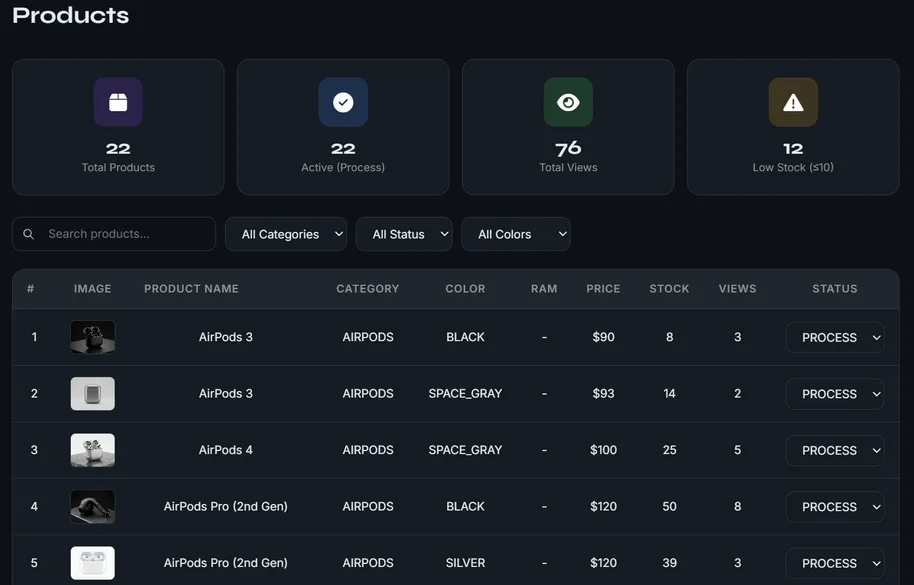 Products
22
Total Products
22
Active (Process)
76
Total Views
12
Low Stock (≤10)
Search products...
All Categories
All Status
All Colors
# IMAGE PRODUCT NAME CATEGORY COLOR RAM PRICE STOCK VIEWS STATUS
1 AirPods 3 AIRPODS BLACK - $90 8 3 PROCESS
2 AirPods 3 AIRPODS SPACE_GRAY - $93 14 2 PROCESS
3 AirPods 4 AIRPODS SPACE_GRAY - $100 25 5 PROCESS
4 AirPods Pro (2nd Gen) AIRPODS BLACK - $120 50 8 PROCESS
5 AirPods Pro (2nd Gen) AIRPODS SILVER - $120 39 3 PROCESS